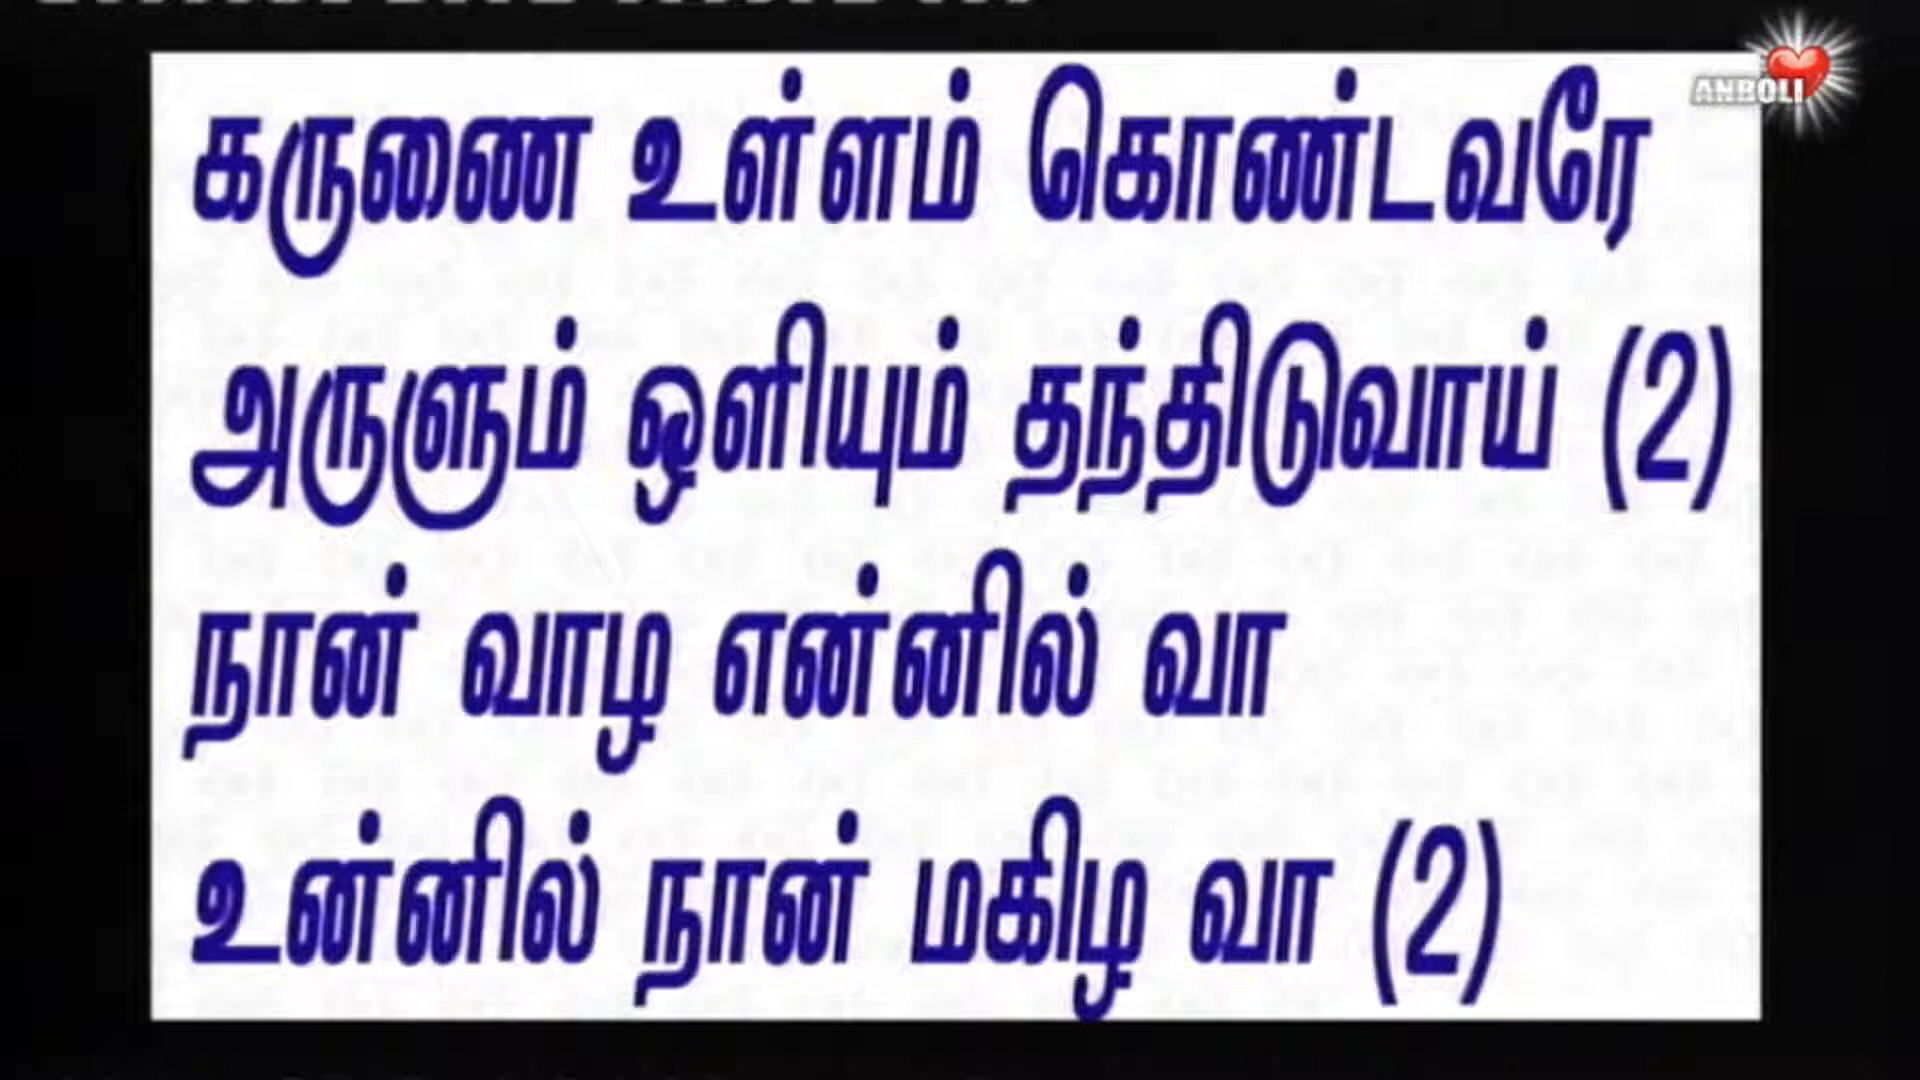 ANBOLI
கருணை உள்ளம் கொண்டவரே
அருளும் ஒளியும் தந்திடுவாய் (2)
நான் வாழ என்னில் வா
உன்னில் நான் மகிழ வா (2)